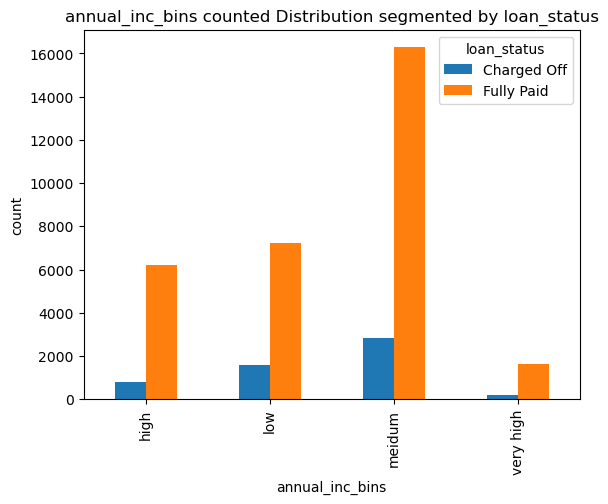 annual_inc_bins counted Distribution segmented by loan_status
loan_status
Charged Off
Fully Paid
16000
14000
12000
10000
8000
6000
4000
2000
0
count
high
low
meidum
very high
annual_inc_bins